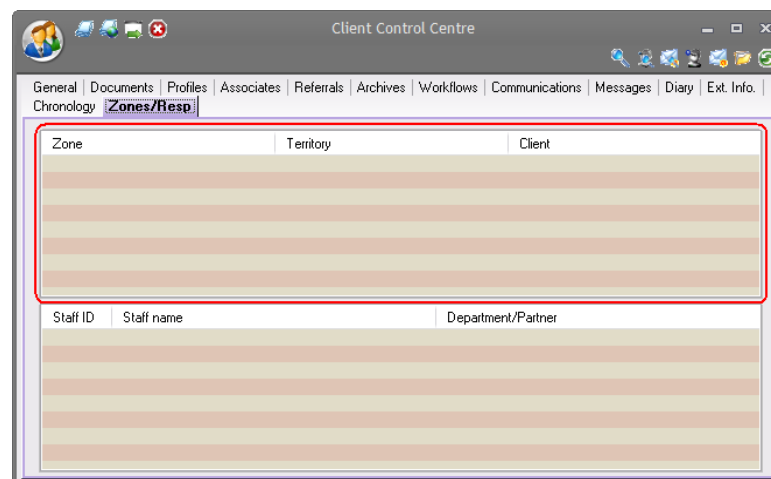 Client Control Centre
General | Documents | Profiles | Associates | Referrals | Archives | Workflows | Communications | Messages | Diary | Ext. Info. |
Chronology | Zones/Resp
Zone Territory Client
Staff ID Staff name Department/Partner